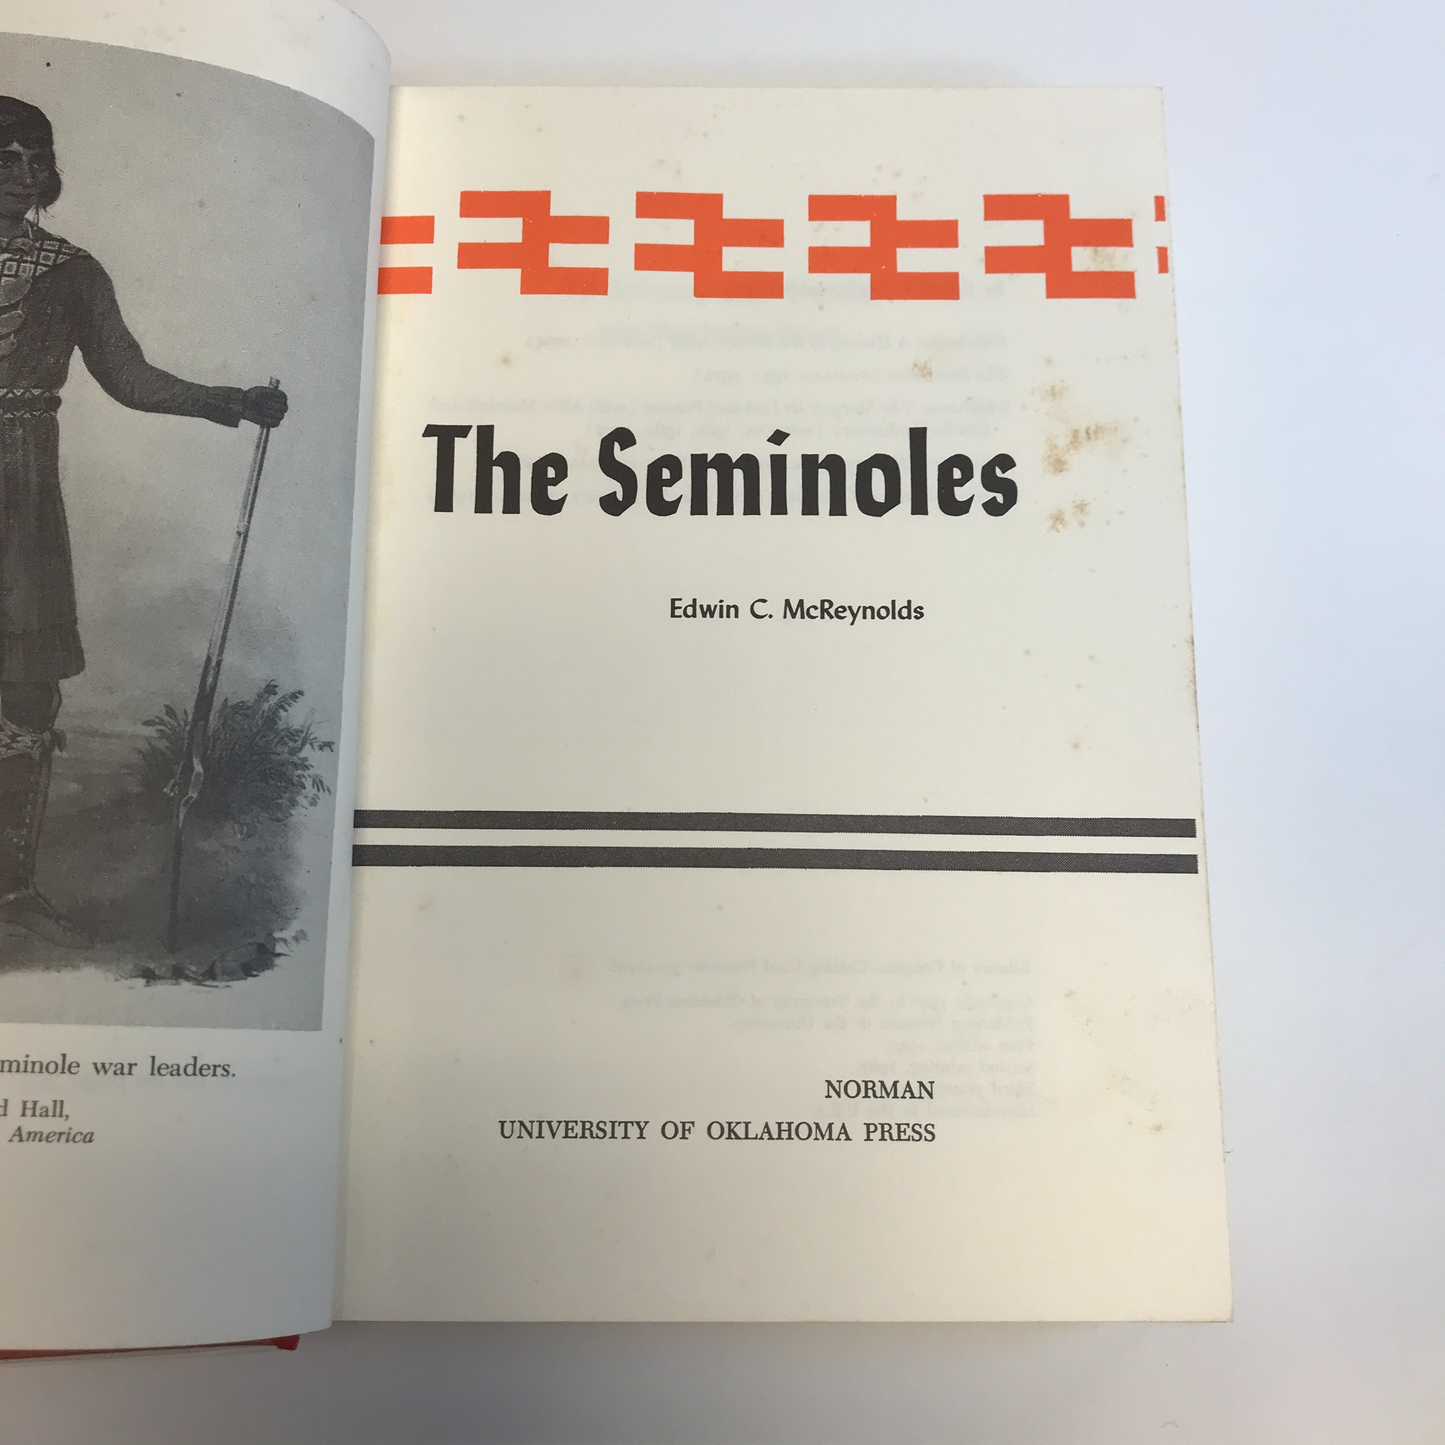 minole war leaders.
d Hall,
America
The Seminoles
Edwin C. McReynolds
NORMAN
UNIVERSITY OF OKLAHOMA PRESS